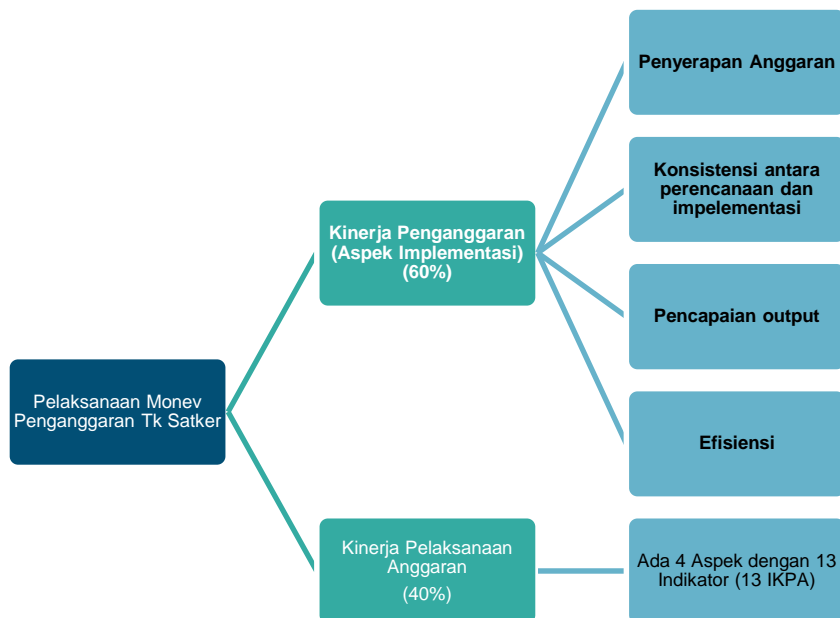 Pelaksanaan Monev
Penganggaran Tk Satker
Kinerja Penganggaran
(Aspek Implementasi)
(60%)
Penyerapan Anggaran
Konsistensi antara
perencanaan dan
impelementasi
Pencapaian output
Efisiensi
Kinerja Pelaksanaan
Anggaran
(40%)
Ada 4 Aspek dengan 13
Indikator (13 IKPA)